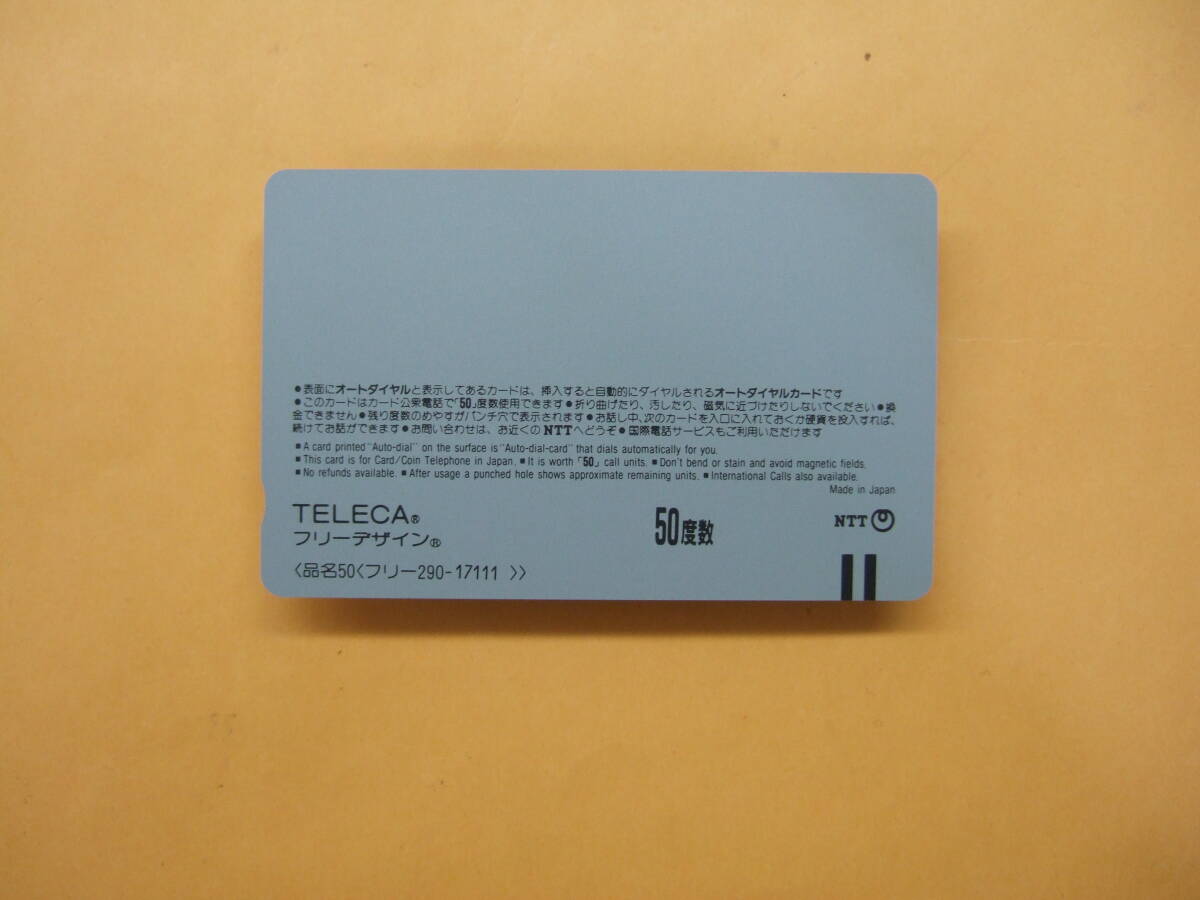 ●表面にオートダイヤルと表示してあるカードは、挿入すると自動的にダイヤルされるオートダイヤルカードです
●このカードはカード公衆電話で「50」度数使用できます●折り曲げたり、汚したり、磁気に近づけたりしないでください●換
金できません●残り度数のめやすがパンチ穴で表示されます●お話し中、次のカードを入口に入れておくか硬貨を投入すれば、
続けてお話ができます●お問い合わせは、お近くのNTTへどうぞ●国際電話サービスもご利用いただけます
■A card printed "Auto-dial" on the surface is "Auto-dial-card" that dials automatically for you.
■This card is for Card/Coin Telephone in Japan. ■It is worth「50」call units. ■Don't bend or stain and avoid magnetic fields.
■No refunds available. ■After usage a punched hole shows approximate remaining units. ■International Calls also available.
Made in Japan
TELECA®
フリーデザイン®
50度数
NTT
〈品名50〈フリー290-17111 〉〉